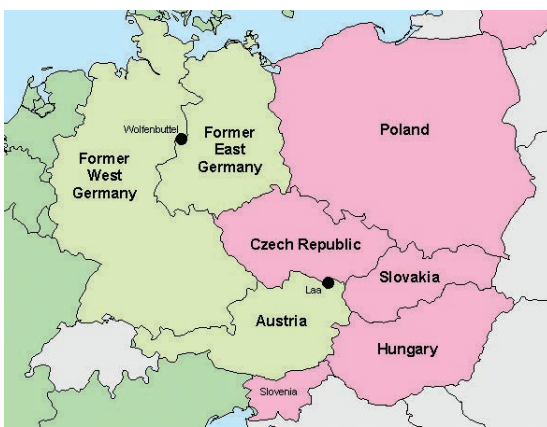 Wolfenbuttel
Former
West
Germany
Former
East
Germany
Poland
Czech Republic
Slovakia
Laa
Austria
Hungary
Slovenia